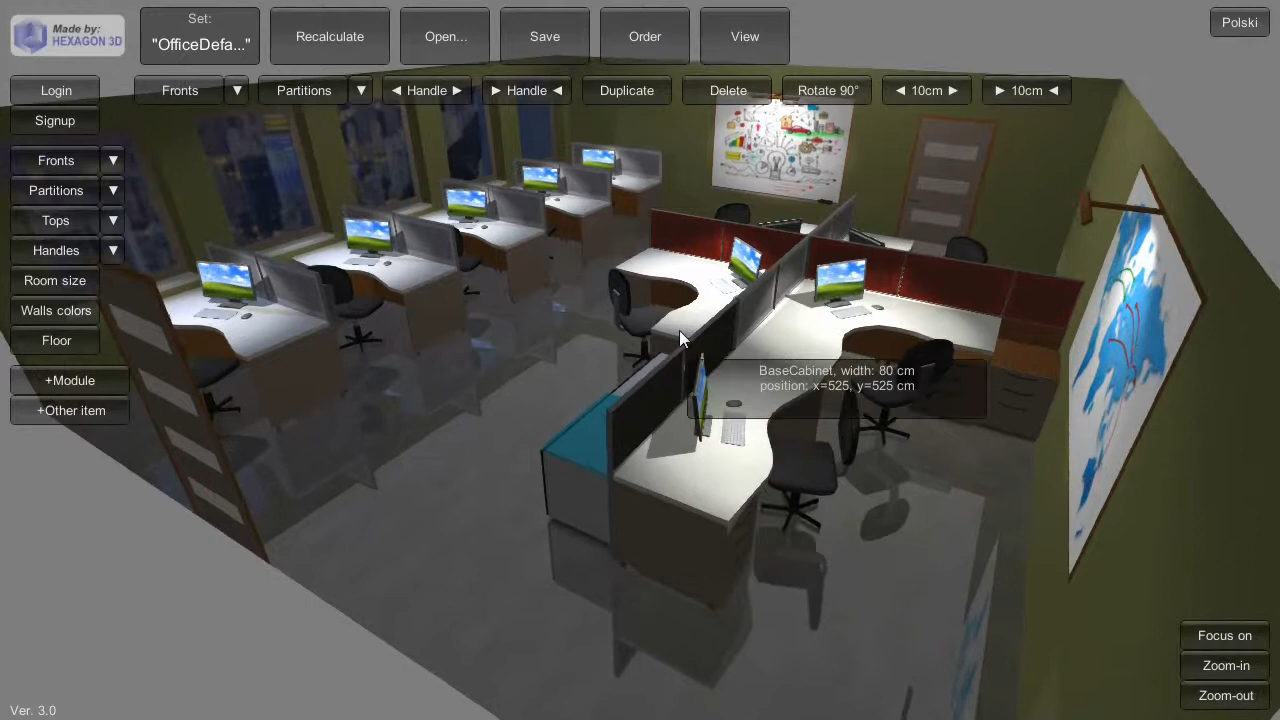 Made by:
HEXAGON 3D
Set:
"OfficeDefa..."
Recalculate
Open...
Save
Order
View
Polski
Login
Fronts ▼
Partitions ▼
◄ Handle ►
► Handle ◄
Duplicate
Delete
Rotate 90°
◄ 10cm ►
► 10cm ◄
Signup
Fronts ▼
Partitions ▼
Tops ▼
Handles ▼
Room size
Walls colors
Floor
+Module
+Other item
BaseCabinet, width: 80 cm
position: x=525, y=525 cm
Focus on
Zoom-in
Zoom-out
Ver. 3.0